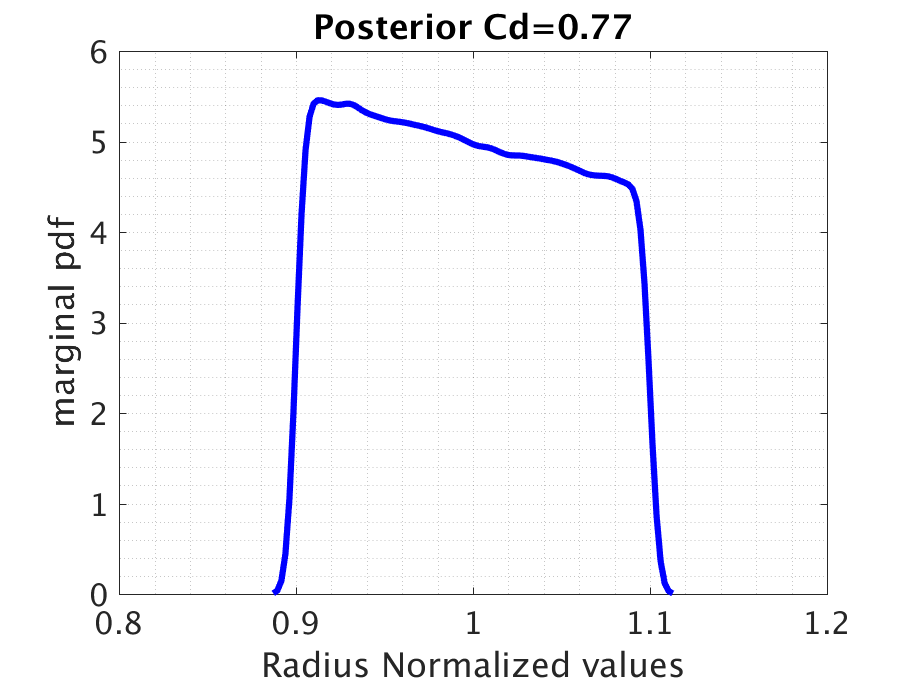 Posterior Cd=0.77
6
5
4
3
2
1
0
marginal pdf
0.8 0.9 1 1.1 1.2
Radius Normalized values